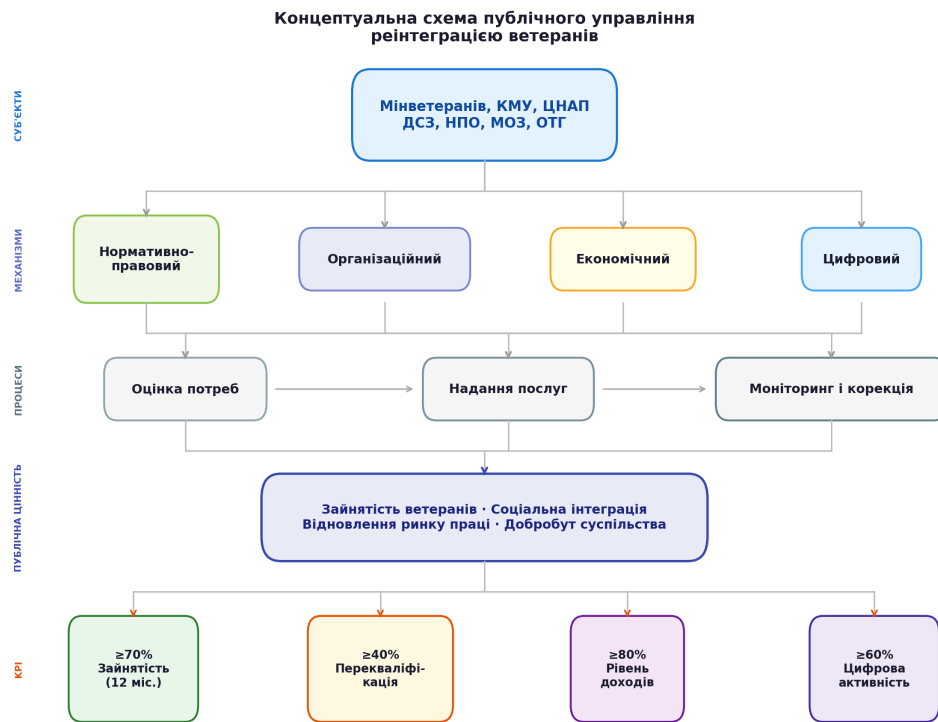 Концептуальна схема публічного управління
реінтеграцією ветеранів
СУБ'ЄКТИ
Мінветеранів, КМУ, ЦНАП
ДСЗ, НПО, МОЗ, ОТГ
МЕХАНІЗМИ
Нормативно-
правовий
Організаційний
Економічний
Цифровий
ПРОЦЕСИ
Оцінка потреб
Надання послуг
Моніторинг і корекція
ПУБЛІЧНА ЦІННІСТЬ
Зайнятість ветеранів · Соціальна інтеграція
Відновлення ринку праці · Добробут суспільства
KPI
≥70%
Зайнятість
(12 міс.)
≥40%
Перекваліфі-
кація
≥80%
Рівень
доходів
≥60%
Цифрова
активність